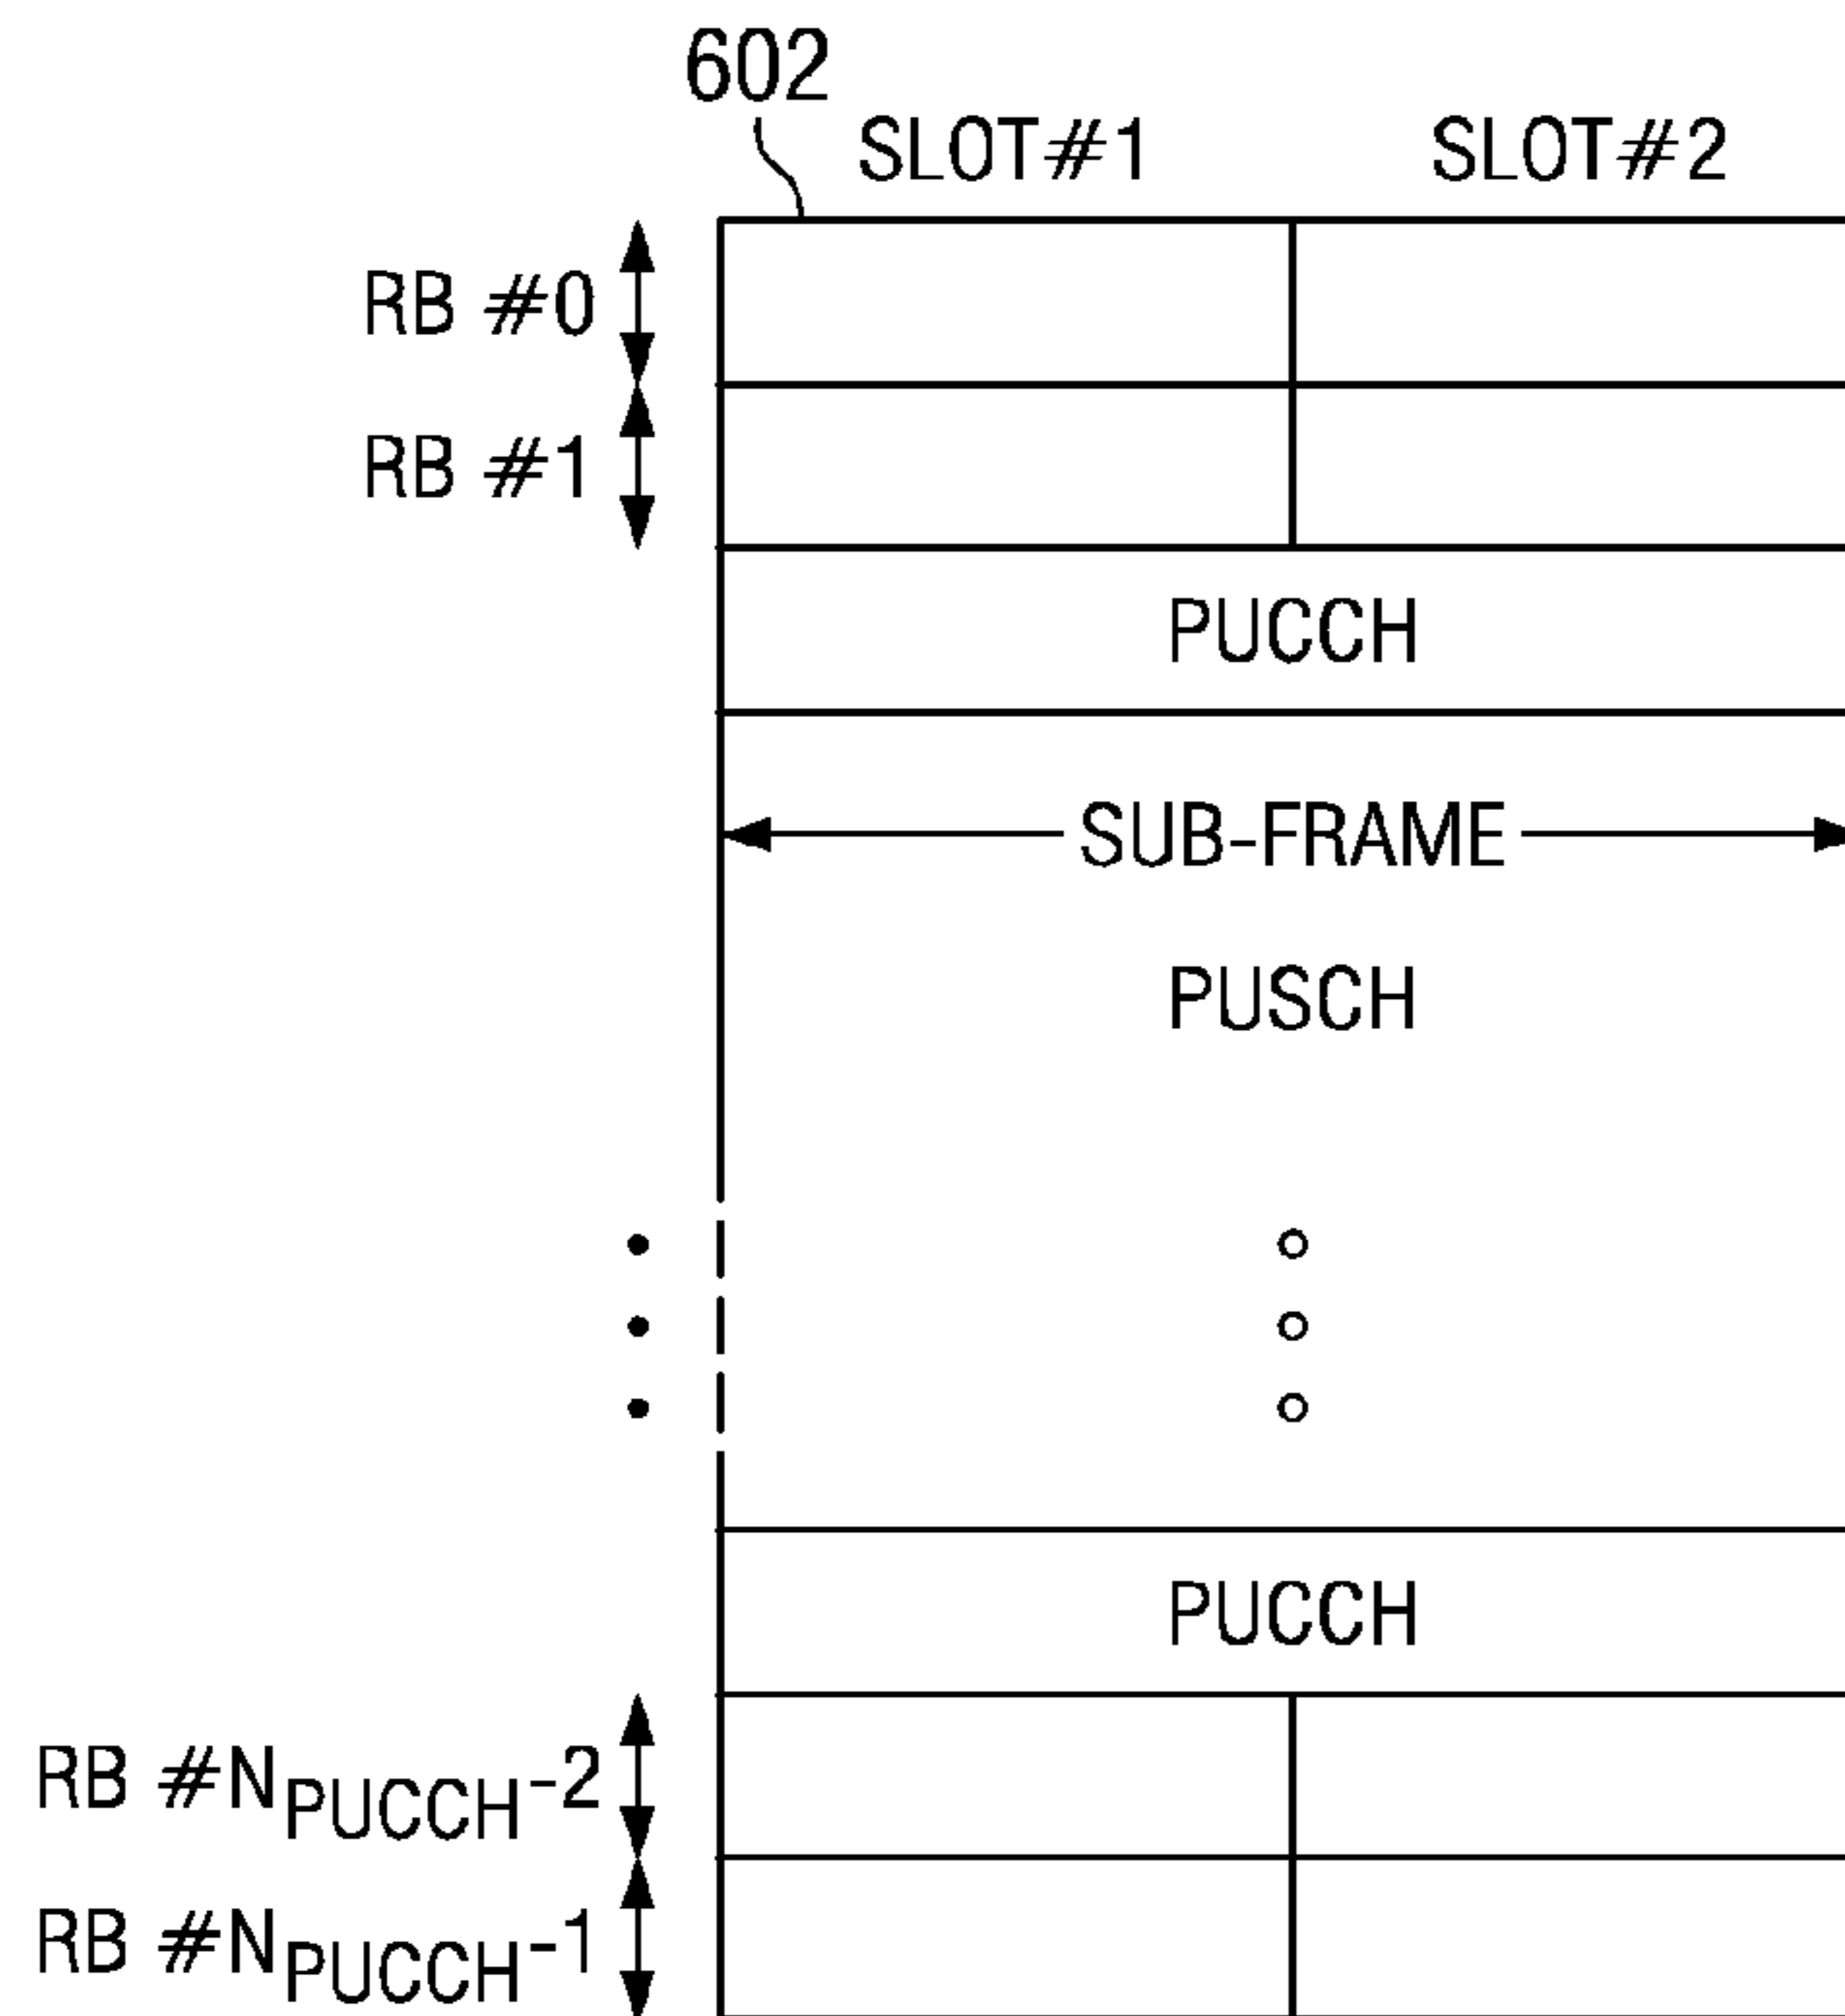 602
SLOT#1 SLOT#2
RB #0
RB #1
PUCCH
SUB-FRAME
PUSCH
PUCCH
RB #NPUCCH-2
RB #NPUCCH-1